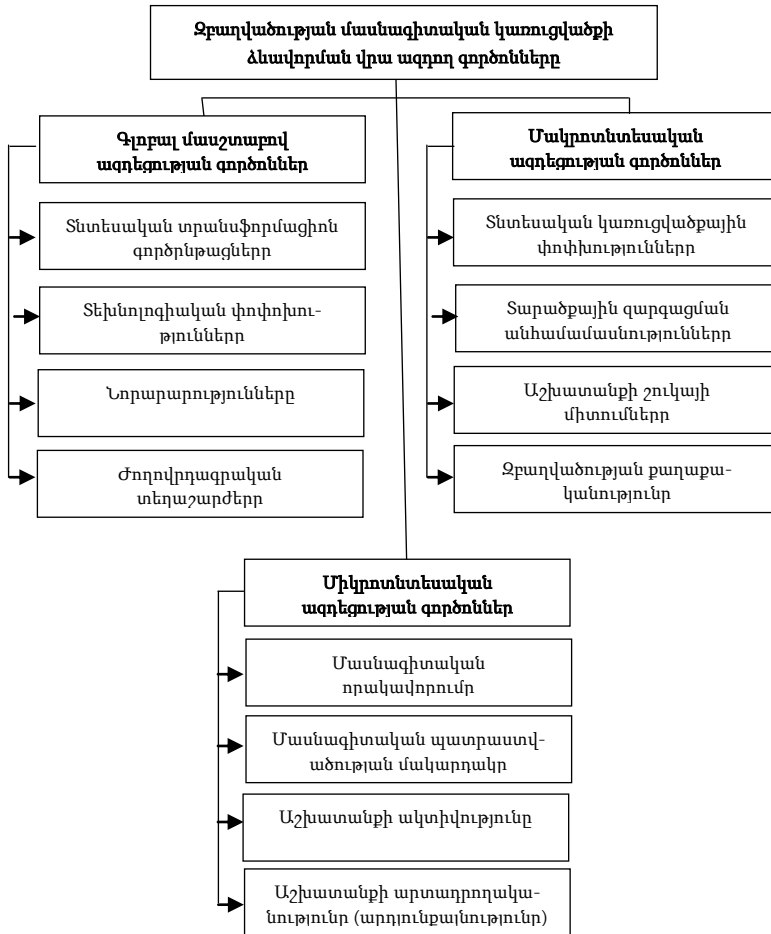 Զբաղվածության մասնագիտական կառուցվածքի
ձևավորման վրա ազդող գործոնները
Գլոբալ մասշտաբով
ազդեցության գործոններ
Տնտեսական տրանսֆորմացիոն
գործընթացները
Տեխնոլոգիական փոփոխու-
թյունները
Նորարարությունները
Ժողովրդագրական
տեղաշարժերը
Մակրոտնտեսական
ազդեցության գործոններ
Տնտեսական կառուցվածքային
փոփխությունները
Տարածքային զարգացման
անհամամասնությունները
Աշխատանքի շուկայի
միտումները
Զբաղվածության քաղաքա-
կանությունը
Միկրոտնտեսական
ազդեցության գործոններ
Մասնագիտական
որակավորումը
Մասնագիտական պատրաստվ-
ածության մակարդակը
Աշխատանքի ակտիվությունը
Աշխատանքի արտադրողակա-
նությունը (արդյունքայնությունը)